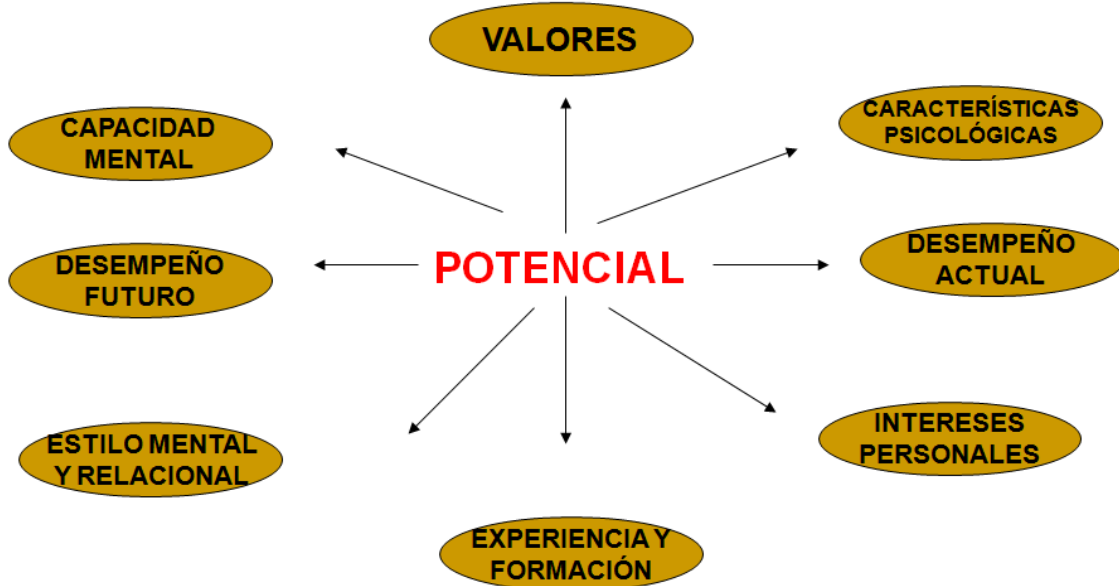 VALORES
CAPACIDAD
MENTAL
CARACTERÍSTICAS
PSICOLÓGICAS
DESEMPEÑO
FUTURO
POTENCIAL
DESEMPEÑO
ACTUAL
ESTILO MENTAL
Y RELACIONAL
INTERESES
PERSONALES
EXPERIENCIA Y
FORMACIÓN